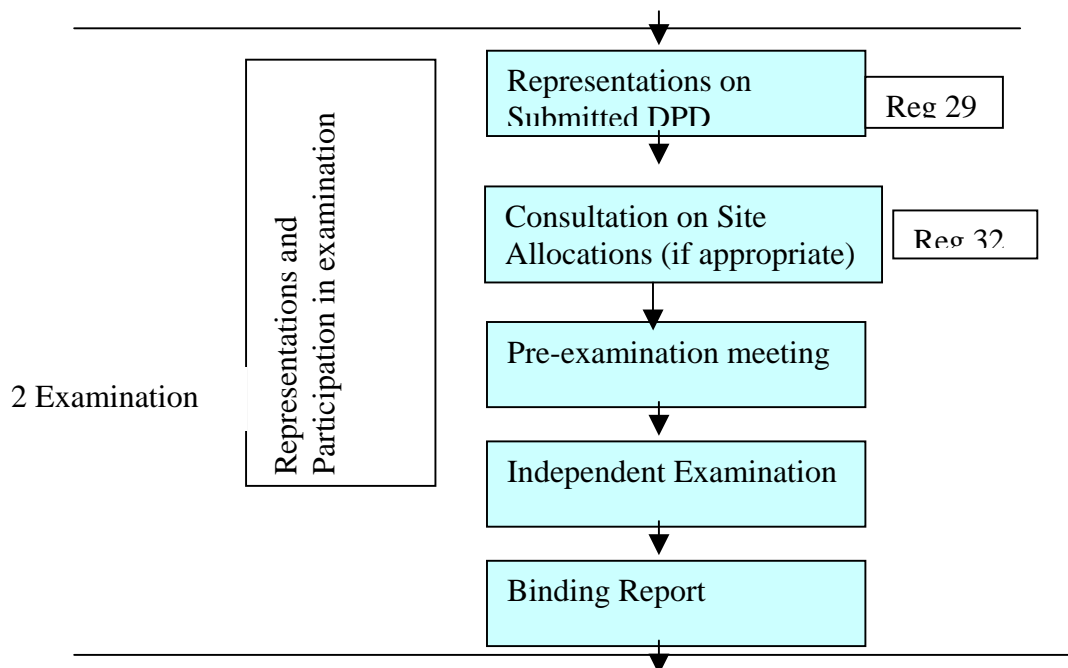 Representations on
Submitted DPD
Reg 29
Consultation on Site
Allocations (if appropriate)
Reg 32
Pre-examination meeting
2 Examination
Representations and
Participation in examination
Independent Examination
Binding Report